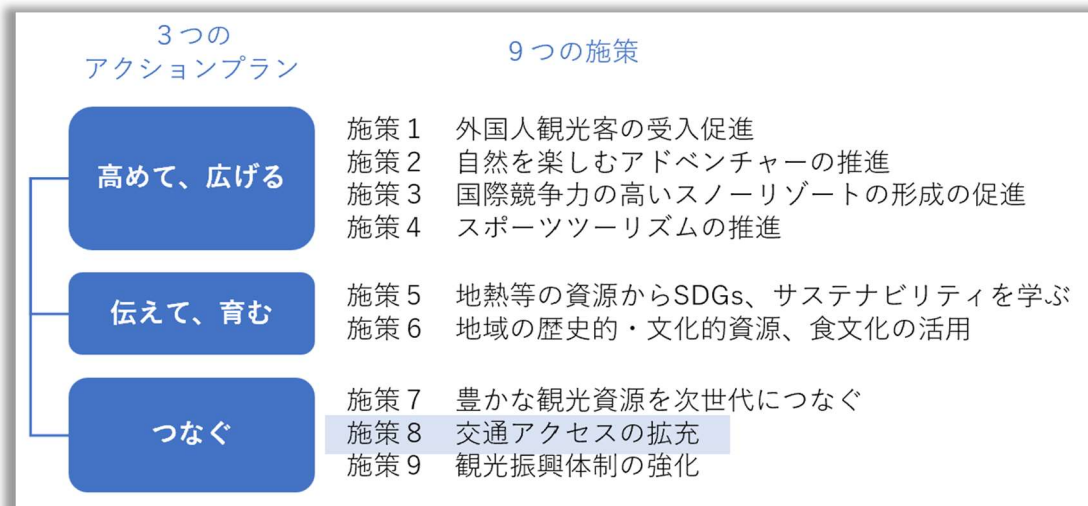 3つの
アクションプラン
9つの施策
高めて、広げる
施策1 外国人観光客の受入促進
施策2 自然を楽しむアドベンチャーの推進
施策3 国際競争力の高いスノーリゾートの形成の促進
施策4 スポーツツーリズムの推進
伝えて、育む
施策5 地熱等の資源からSDGs、サステナビリティを学ぶ
施策6 地域の歴史的・文化的資源、食文化の活用
つなぐ
施策7 豊かな観光資源を次世代につなぐ
施策8 交通アクセスの拡充
施策9 観光振興体制の強化